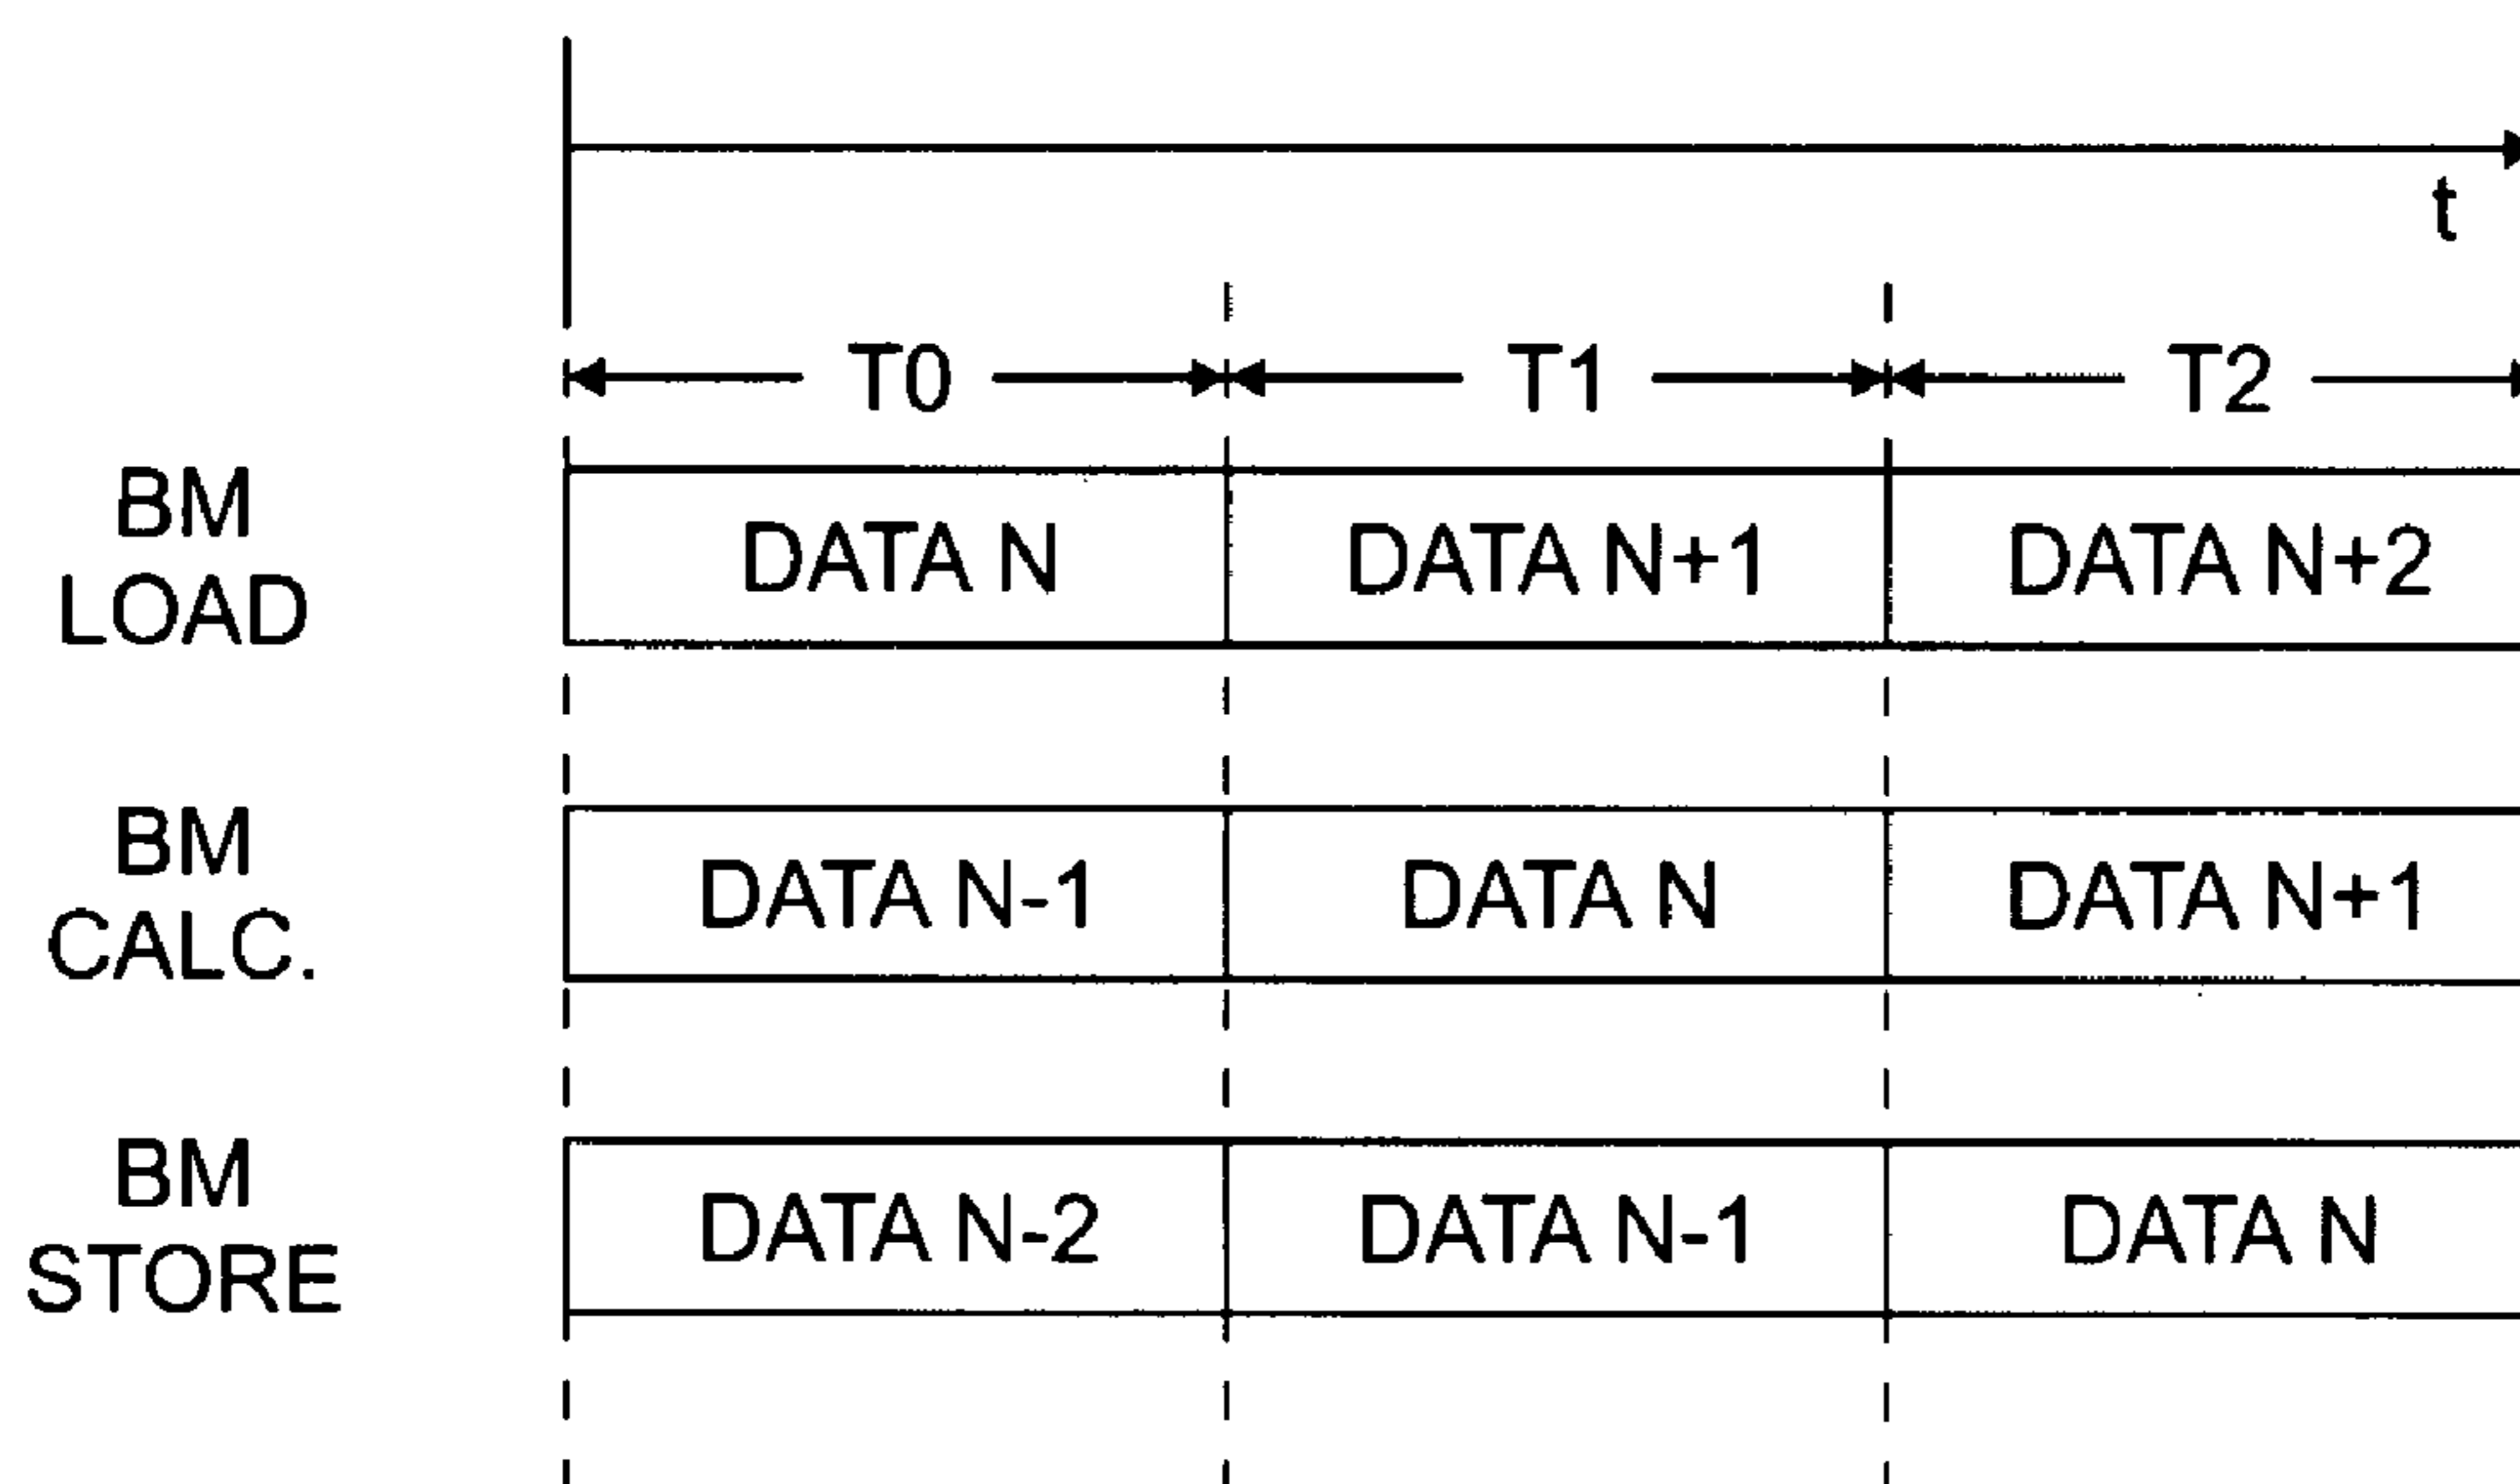 t
T0 T1 T2
BM
LOAD
DATA N DATA N+1 DATA N+2
BM
CALC.
DATA N-1 DATA N DATA N+1
BM
STORE
DATA N-2 DATA N-1 DATA N